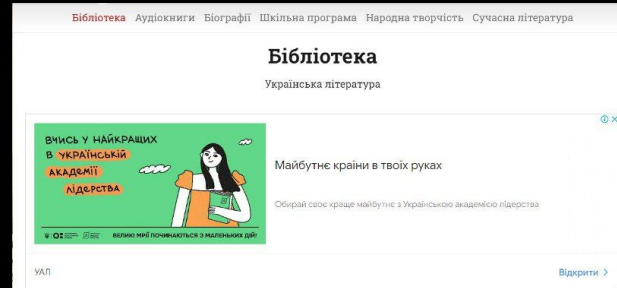 Бібліотека Аудіокниги Біографії Шкільна програма Народна творчість Сучасна література
Бібліотека
Українська література
ВЧИСЬ У НАЙКРАЩИХ
В УКРАЇНСЬКІЙ
АКАДЕМІЇ
ЛІДЕРСТВА
ВЕЛИКІ МРІЇ ПОЧИНАЮТЬСЯ З МАЛЕНЬКИХ ДІЙ!
Майбутнє країни в твоїх руках
Обирай своє краще майбутнє з Українською академією лідерства
УАЛ
Відкрити